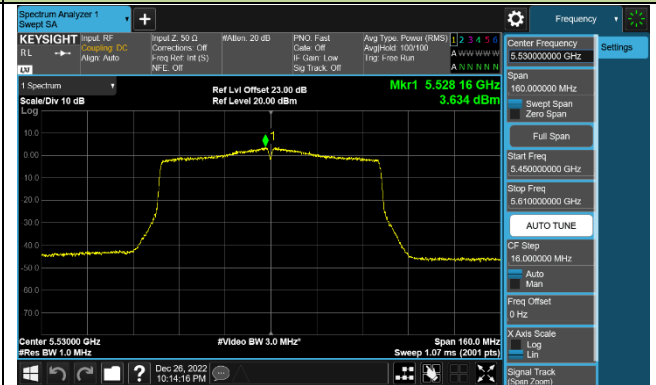 Spectrum Analyzer 1
Swept SA
Frequency
KEYSIGHT
RL
LXI
Input: RF
Coupling: DC
Align: Auto
Input Z: 50 Ω
Corrections: Off
Freq Ref: Int (S)
NFE: Off
#Atten: 20 dB
PNO: Fast
Gate: Off
IF Gain: Low
Sig Track: Off
Avg Type: Power (RMS)
Avg|Hold: 100/100
Trig: Free Run
1 2 3 4 5 6
A W W W W W
A N N N N N
1 Spectrum
Scale/Div 10 dB
Log
Ref Lvl Offset 23.00 dB
Ref Level 20.00 dBm
Mkr1 5.528 16 GHz
3.634 dBm
1
10.0
0.00
10.0
20.0
30.0
40.0
-50.0
60.0
70.0
Center 5.53000 GHz
#Res BW 1.0 MHz
#Video BW 3.0 MHz*
Span 160.0 MHz
Sweep 1.07 ms (2001 pts)
Dec 26, 2022
10:14:16 PM
Center Frequency
5.530000000 GHz
Settings
Span
160.000000 MHz
Swept Span
Zero Span
Full Span
Start Freq
5.450000000 GHz
Stop Freq
5.610000000 GHz
AUTO TUNE
CF Step
16.000000 MHz
Auto
Man
Freq Offset
0 Hz
X Axis Scale
Log
Lin
Signal Track
(Span Zoom)